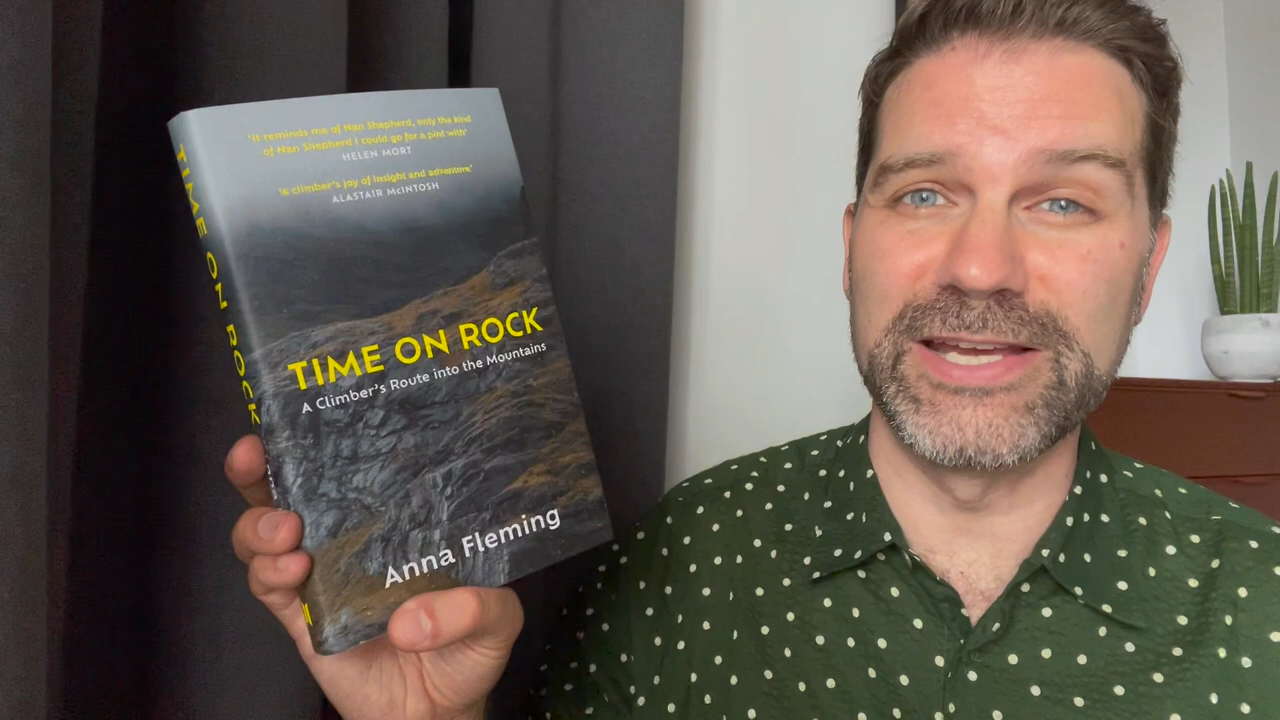 'It reminds me of Nan Shepherd, only the kind
of Nan Shepherd I could go for a pint with'
HELEN MORT
'A climber's joy of insight and adventure'
ALASTAIR McINTOSH
TIME ON ROCK
A Climber's Route into the Mountains
Anna Fleming
TIME ON ROCK